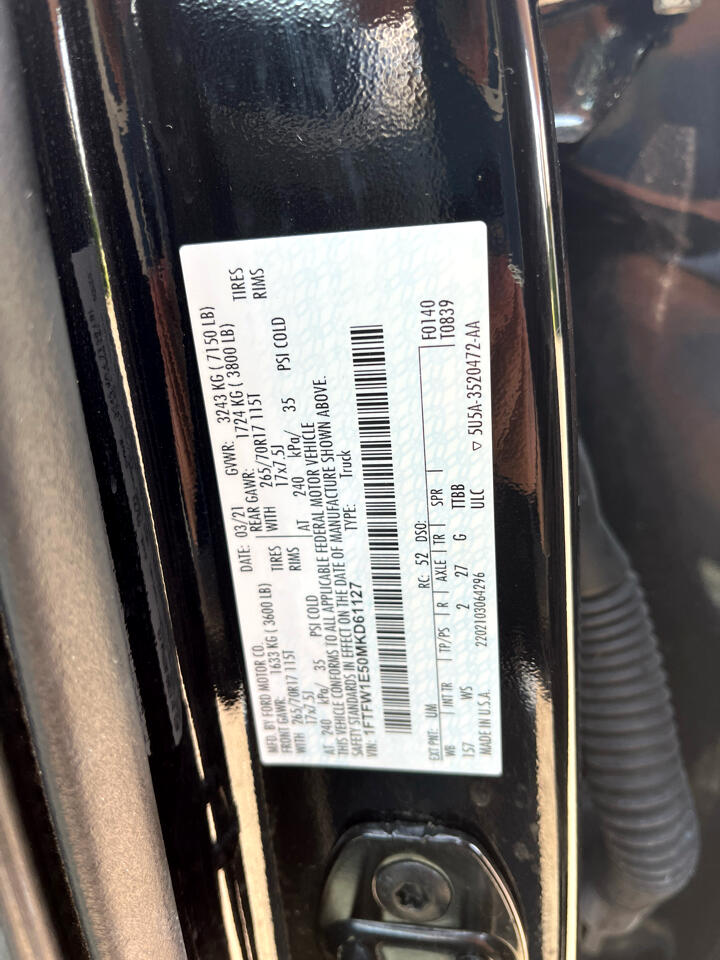 MFD. BY FORD MOTOR CO. DATE: 03/21 GVWR: 3243 KG ( 7150 LB)
FRONT GAWR: 1633 KG ( 3600 LB) REAR GAWR: 1724 KG ( 3800 LB)
WITH 265/70R17 115T TIRES WITH 265/70R17 115T TIRES
17x7.5J RIMS 17x7.5J RIMS
AT 240 kPa/ 35 PSI COLD AT 240 kPa/ 35 PSI COLD
THIS VEHICLE CONFORMS TO ALL APPLICABLE FEDERAL MOTOR VEHICLE
SAFETY STANDARDS IN EFFECT ON THE DATE OF MANUFACTURE SHOWN ABOVE.
VIN: 1FTFW1E50MKD61127 TYPE: Truck
EXT PNT: UM RC: 52 DSO: F0140
WB INT TR TP/PS R AXLE TR SPR T0839
157 WS 2 27 G TTBB
MADE IN U.S.A. 2202103064296 ULC ▽ 5U5A-3520472-AA